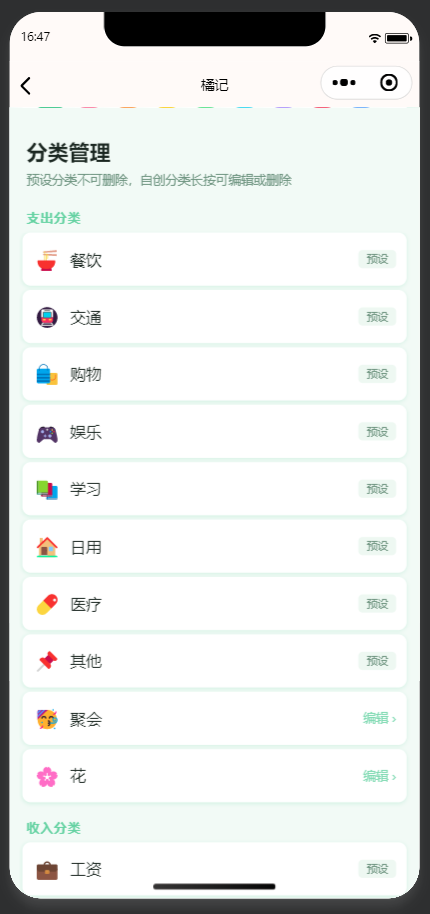 16:47
橘记
分类管理
预设分类不可删除，自创分类长按可编辑或删除
支出分类
餐饮 预设
交通 预设
购物 预设
娱乐 预设
学习 预设
日用 预设
医疗 预设
其他 预设
聚会 编辑 ›
花 编辑 ›
收入分类
工资 预设